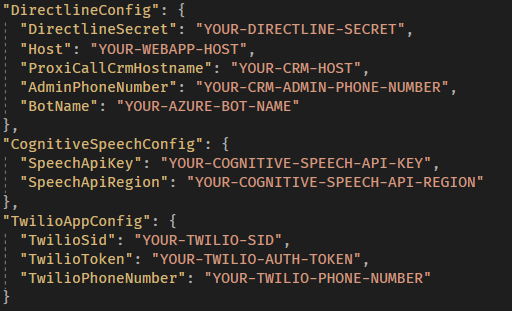 "DirectlineConfig": {
"DirectlineSecret": "YOUR-DIRECTLINE-SECRET",
"Host": "YOUR-WEBAPP-HOST",
"ProxiCallCrmHostname": "YOUR-CRM-HOST",
"AdminPhoneNumber": "YOUR-CRM-ADMIN-PHONE-NUMBER",
"BotName": "YOUR-AZURE-BOT-NAME"
},
"CognitiveSpeechConfig": {
"SpeechApiKey": "YOUR-COGNITIVE-SPEECH-API-KEY",
"SpeechApiRegion": "YOUR-COGNITIVE-SPEECH-API-REGION"
},
"TwilioAppConfig": {
"TwilioSid": "YOUR-TWILIO-SID",
"TwilioToken": "YOUR-TWILIO-AUTH-TOKEN",
"TwilioPhoneNumber": "YOUR-TWILIO-PHONE-NUMBER"
}